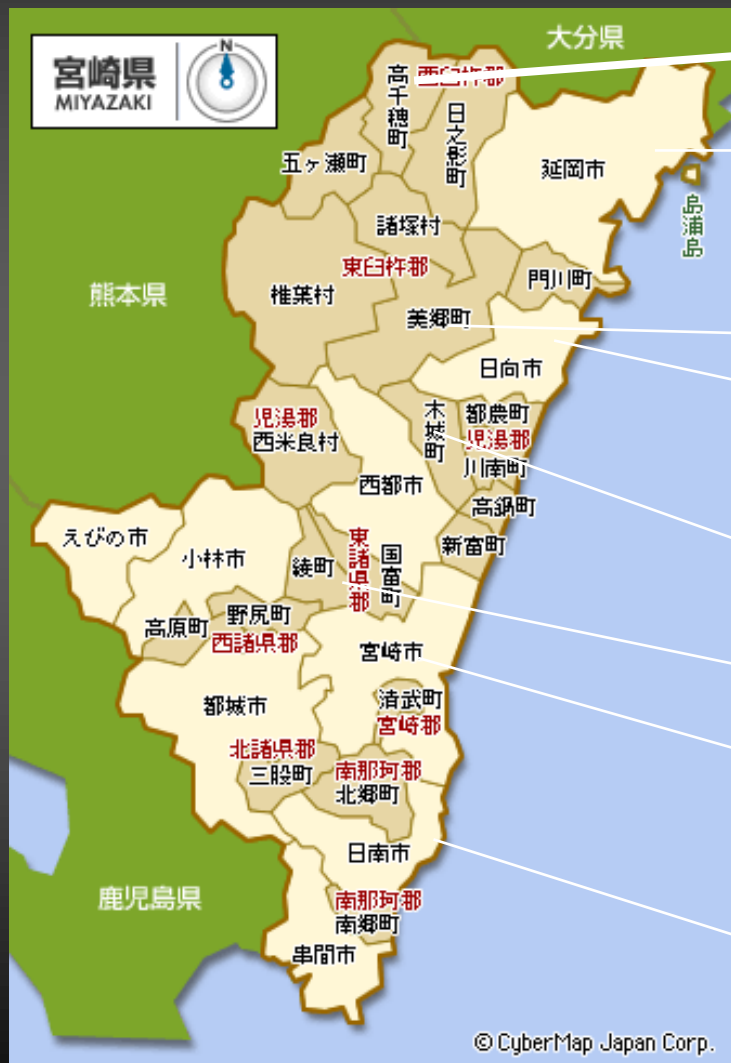 大分県
宮崎県
MIYAZAKI
N
高千穂町
西臼杵郡
日之影町
五ヶ瀬町
延岡市
島浦島
諸塚村
東臼杵郡
門川町
熊本県
椎葉村
美郷町
日向市
児湯郡
西米良村
木城町
都農町
児湯郡
川南町
西都市
高鍋町
えびの市
小林市
綾町
東諸県郡
国富町
新富町
高原町
野尻町
西諸県郡
宮崎市
都城市
清武町
宮崎郡
北諸県郡
三股町
南那珂郡
北郷町
日南市
鹿児島県
南那珂郡
南郷町
串間市
© CyberMap Japan Corp.